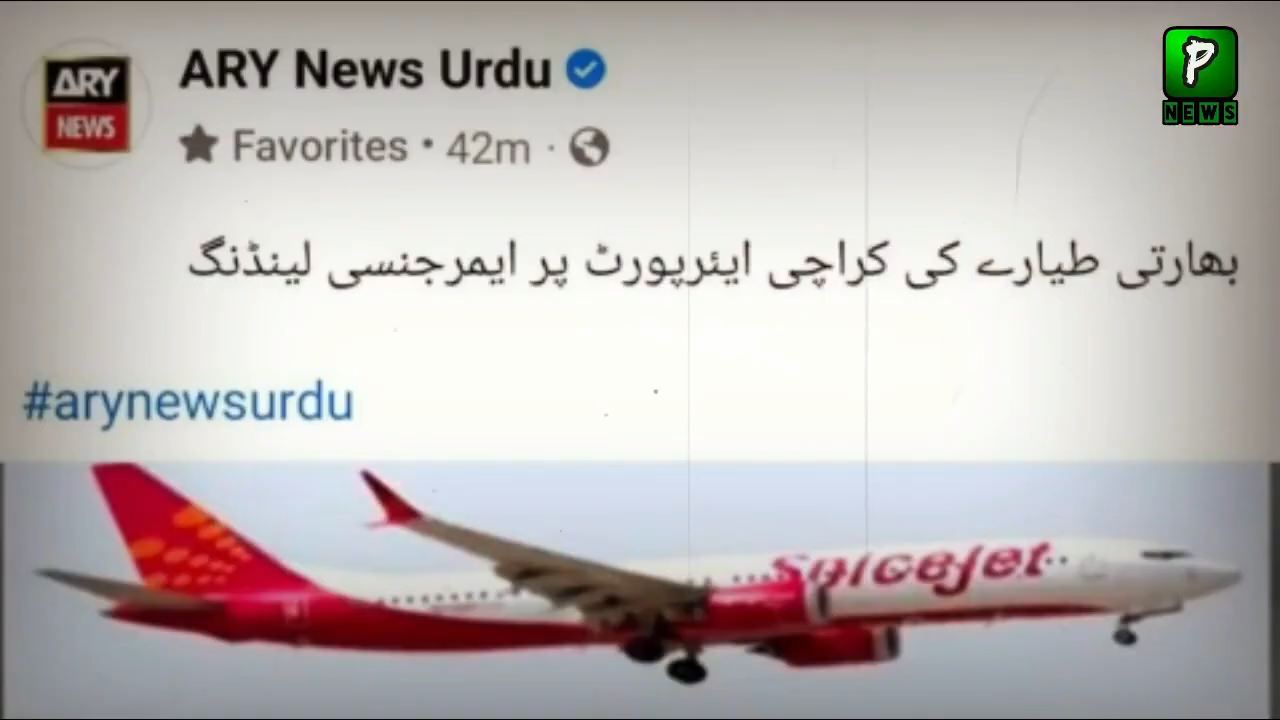 ARY News Urdu
ARY
NEWS
Favorites • 42m ·
P
NEWS
بھارتی طیارے کی کراچی ایئرپورٹ پر ایمرجنسی لینڈنگ
#arynewsurdu
SpiceJet